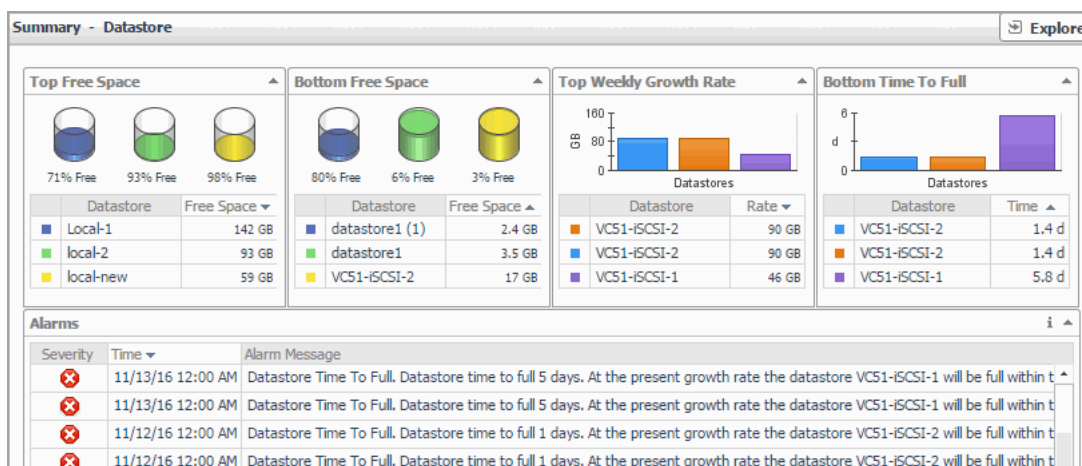 Summary - Datastore
Explore
Top Free Space
71% Free 93% Free 98% Free
Datastore Free Space
Local-1 142 GB
local-2 93 GB
local-new 59 GB
Bottom Free Space
80% Free 6% Free 3% Free
Datastore Free Space
datastore1 (1) 2.4 GB
datastore1 3.5 GB
VC51-iSCSI-2 17 GB
Top Weekly Growth Rate
160
GB
80
0
Datastores
Datastore Rate
VC51-iSCSI-2 90 GB
VC51-iSCSI-2 90 GB
VC51-iSCSI-1 46 GB
Bottom Time To Full
6
d
0
Datastores
Datastore Time
VC51-iSCSI-2 1.4 d
VC51-iSCSI-2 1.4 d
VC51-iSCSI-1 5.8 d
Alarms
Severity Time Alarm Message
11/13/16 12:00 AM Datastore Time To Full. Datastore time to full 5 days. At the present growth rate the datastore VC51-iSCSI-1 will be full within t
11/13/16 12:00 AM Datastore Time To Full. Datastore time to full 5 days. At the present growth rate the datastore VC51-iSCSI-1 will be full within t
11/12/16 12:00 AM Datastore Time To Full. Datastore time to full 1 days. At the present growth rate the datastore VC51-iSCSI-2 will be full within t
11/12/16 12:00 AM Datastore Time To Full. Datastore time to full 1 days. At the present growth rate the datastore VC51-iSCSI-2 will be full within t